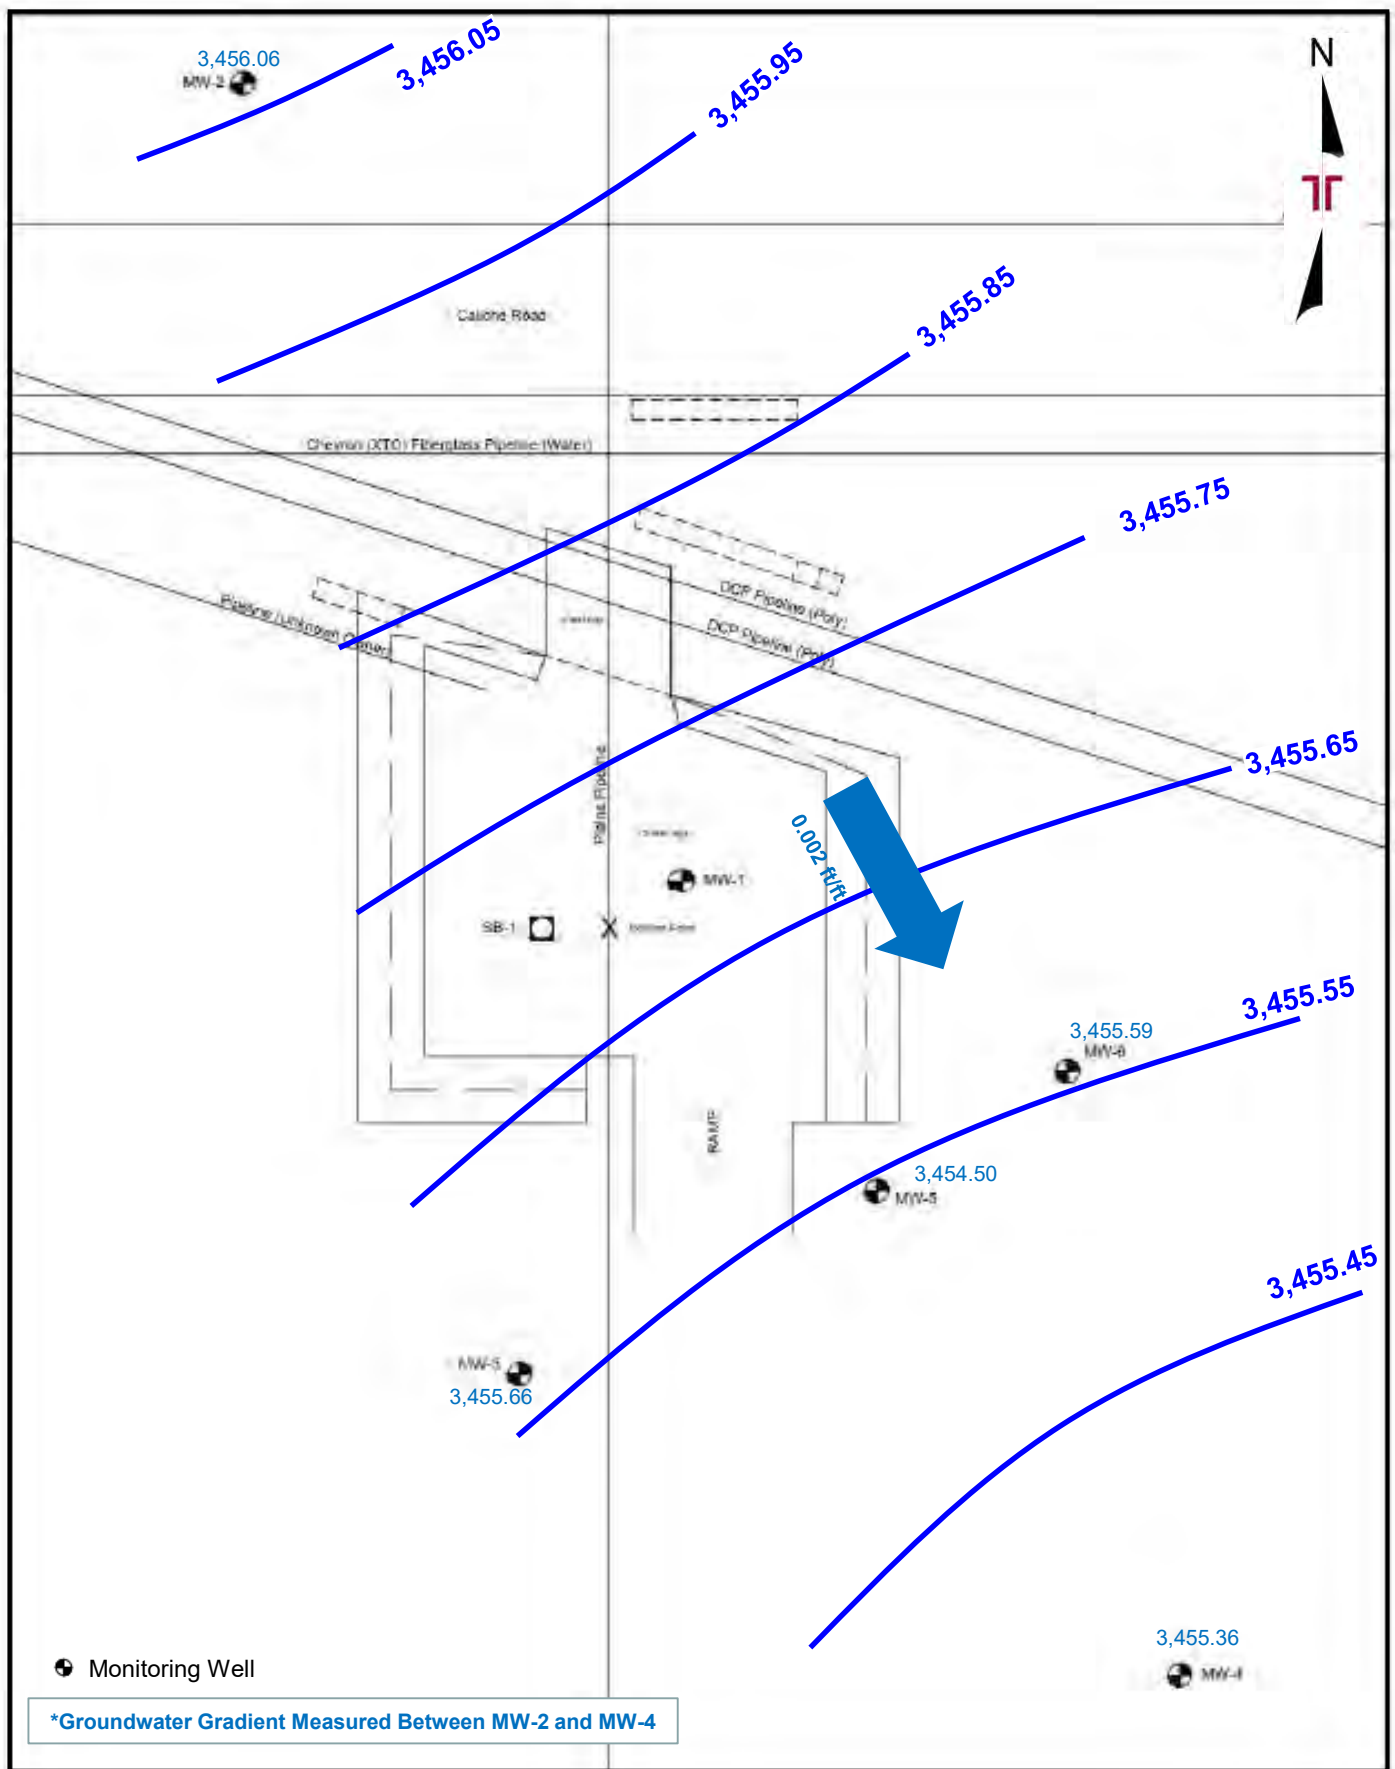 3,456.06
MW-2
3,456.05
3,455.95
N
Caliche Road
3,455.85
Chevron (XTO) Fiberglass Pipeline (Water)
3,455.75
DCP Pipeline (Poly)
DCP Pipeline (Poly)
Pipeline (Unknown Owner)
3,455.65
Plains Pipeline
0.002 ft/ft
MW-1
SB-1
X
3,455.55
3,455.59
MW-6
RAMP
3,454.50
MW-5
3,455.45
MW-3
3,455.66
3,455.36
MW-4
Monitoring Well
*Groundwater Gradient Measured Between MW-2 and MW-4